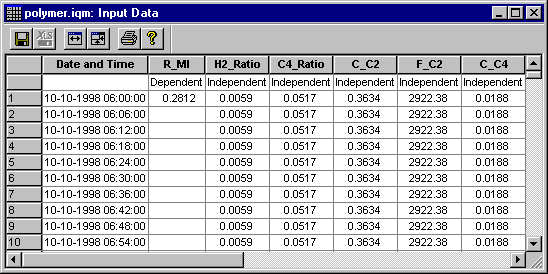 polymer.iqm: Input Data
XLS ?
Date and Time R_MI H2_Ratio C4_Ratio C_C2 F_C2 C_C4
Dependent Independent Independent Independent Independent Independent
1 10-10-1998 06:00:00 0.2812 0.0059 0.0517 0.3634 2922.38 0.0188
2 10-10-1998 06:06:00 0.0059 0.0517 0.3634 2922.38 0.0188
3 10-10-1998 06:12:00 0.0059 0.0517 0.3634 2922.38 0.0188
4 10-10-1998 06:18:00 0.0059 0.0517 0.3634 2922.38 0.0188
5 10-10-1998 06:24:00 0.0059 0.0517 0.3634 2922.38 0.0188
6 10-10-1998 06:30:00 0.0059 0.0517 0.3634 2922.38 0.0188
7 10-10-1998 06:36:00 0.0059 0.0517 0.3634 2922.38 0.0188
8 10-10-1998 06:42:00 0.0059 0.0517 0.3634 2922.38 0.0188
9 10-10-1998 06:48:00 0.0059 0.0517 0.3634 2922.38 0.0188
10 10-10-1998 06:54:00 0.0059 0.0517 0.3634 2922.38 0.0188